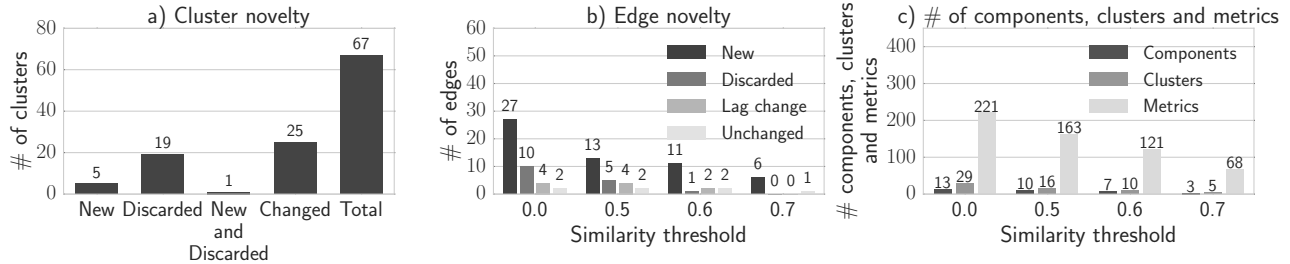 a) Cluster novelty
# of clusters
80
60
40
20
0
5
19
1
25
67
New
Discarded
New
and
Discarded
Changed
Total
b) Edge novelty
# of edges
60
50
40
30
20
10
0
New
Discarded
Lag change
Unchanged
27
10
4
2
13
5
4
2
11
1
2
2
6
0
0
1
0.0
0.5
0.6
0.7
Similarity threshold
c) # of components, clusters and metrics
# components, clusters
and metrics
400
300
200
100
0
Components
Clusters
Metrics
13
29
221
10
16
163
7
10
121
3
5
68
0.0
0.5
0.6
0.7
Similarity threshold